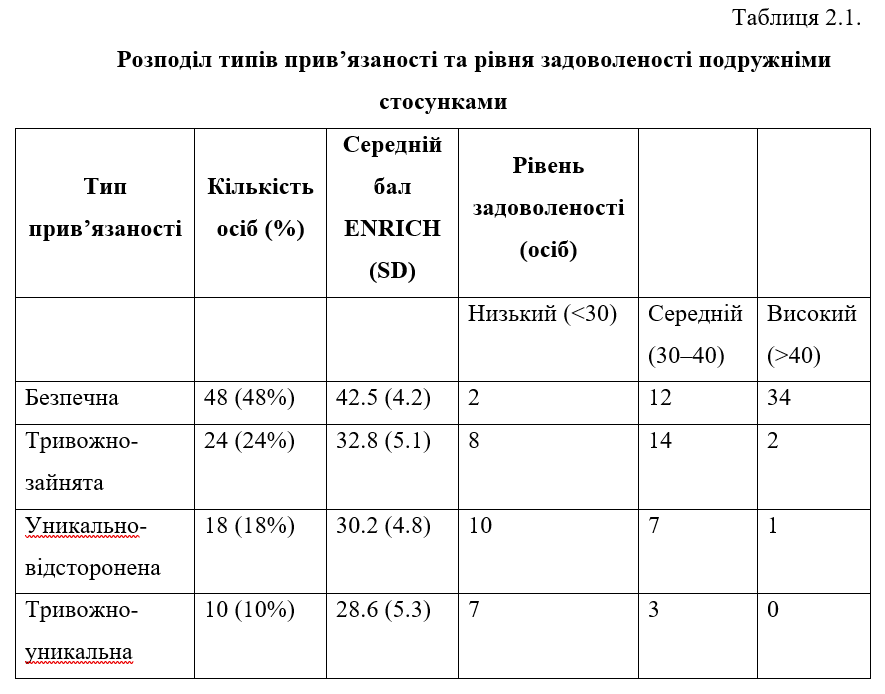 Таблиця 2.1.
Розподіл типів прив’язаності та рівня задоволеності подружніми
стосунками
Тип
прив’язаності
Кількість
осіб (%)
Середній
бал
ENRICH
(SD)
Рівень
задоволеності
(осіб)
Низький (<30)
Середній
(30–40)
Високий
(>40)
Безпечна
48 (48%)
42.5 (4.2)
2
12
34
Тривожно-
зайнята
24 (24%)
32.8 (5.1)
8
14
2
Уникально-
відсторонена
18 (18%)
30.2 (4.8)
10
7
1
Тривожно-
уникальна
10 (10%)
28.6 (5.3)
7
3
0